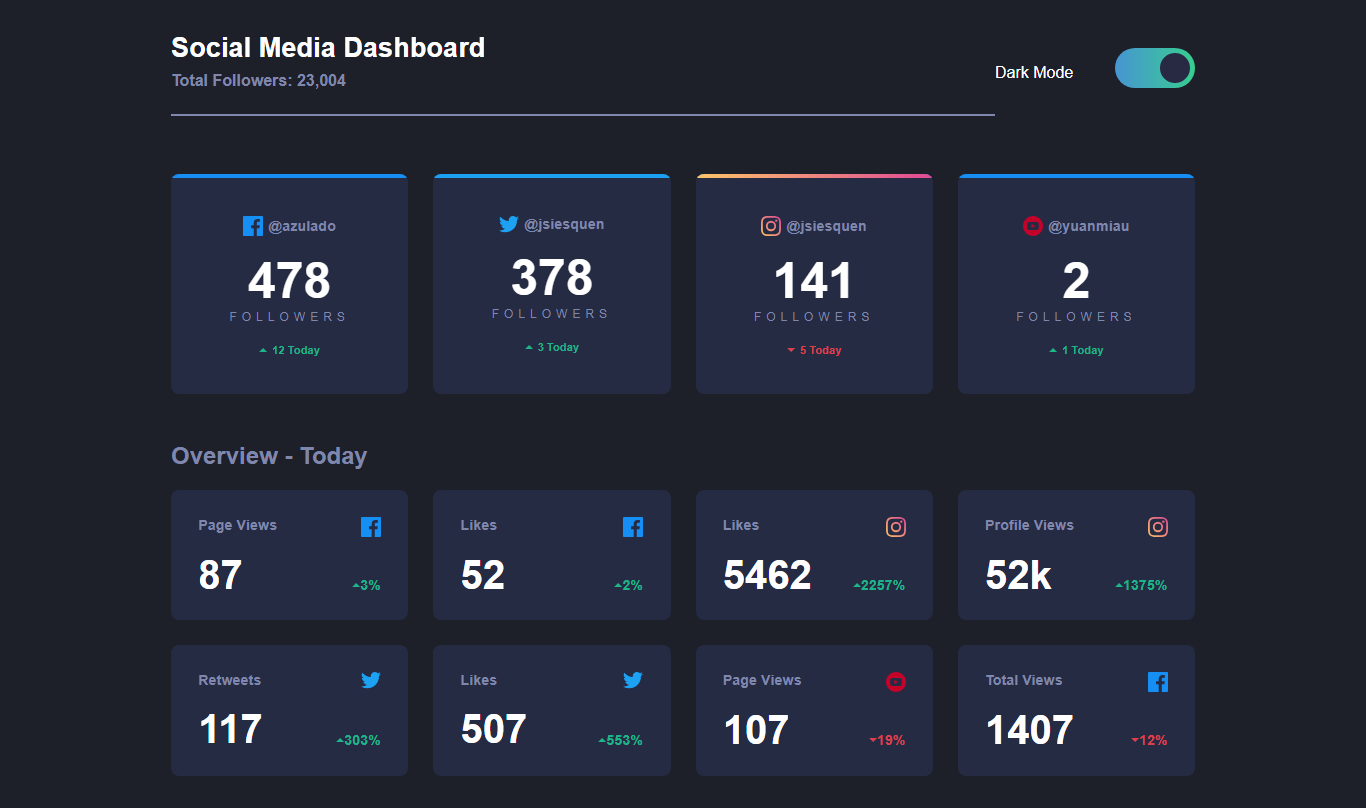 Social Media Dashboard
Total Followers: 23,004
Dark Mode
@azulado
478
FOLLOWERS
12 Today
@jsiesquen
378
FOLLOWERS
3 Today
@jsiesquen
141
FOLLOWERS
5 Today
@yuanmiau
2
FOLLOWERS
1 Today
Overview - Today
Page Views
87
3%
Likes
52
2%
Likes
5462
2257%
Profile Views
52k
1375%
Retweets
117
303%
Likes
507
553%
Page Views
107
19%
Total Views
1407
12%